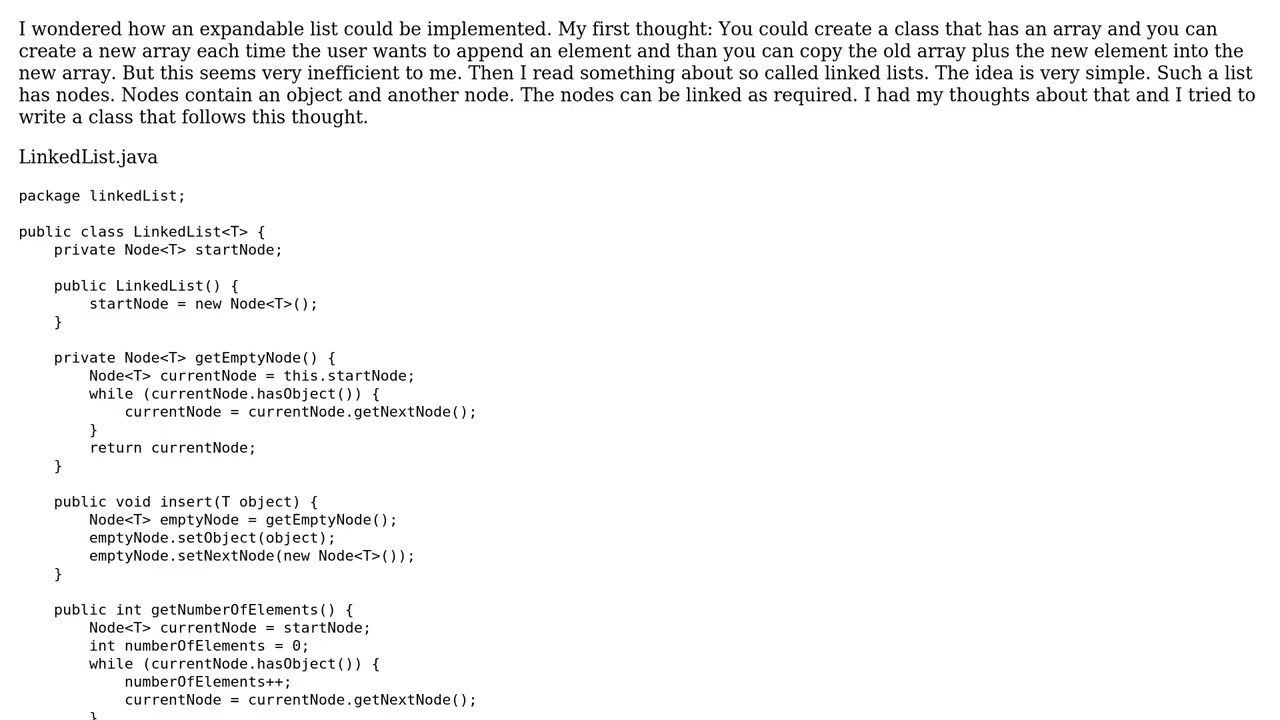 I wondered how an expandable list could be implemented. My first thought: You could create a class that has an array and you can
create a new array each time the user wants to append an element and than you can copy the old array plus the new element into the
new array. But this seems very inefficient to me. Then I read something about so called linked lists. The idea is very simple. Such a list
has nodes. Nodes contain an object and another node. The nodes can be linked as required. I had my thoughts about that and I tried to
write a class that follows this thought.
LinkedList.java
package linkedList;
public class LinkedList<T> {
    private Node<T> startNode;
    public LinkedList() {
        startNode = new Node<T>();
    }
    private Node<T> getEmptyNode() {
        Node<T> currentNode = this.startNode;
        while (currentNode.hasObject()) {
            currentNode = currentNode.getNextNode();
        }
        return currentNode;
    }
    public void insert(T object) {
        Node<T> emptyNode = getEmptyNode();
        emptyNode.setObject(object);
        emptyNode.setNextNode(new Node<T>());
    }
    public int getNumberOfElements() {
        Node<T> currentNode = startNode;
        int numberOfElements = 0;
        while (currentNode.hasObject()) {
            numberOfElements++;
            currentNode = currentNode.getNextNode();
        }